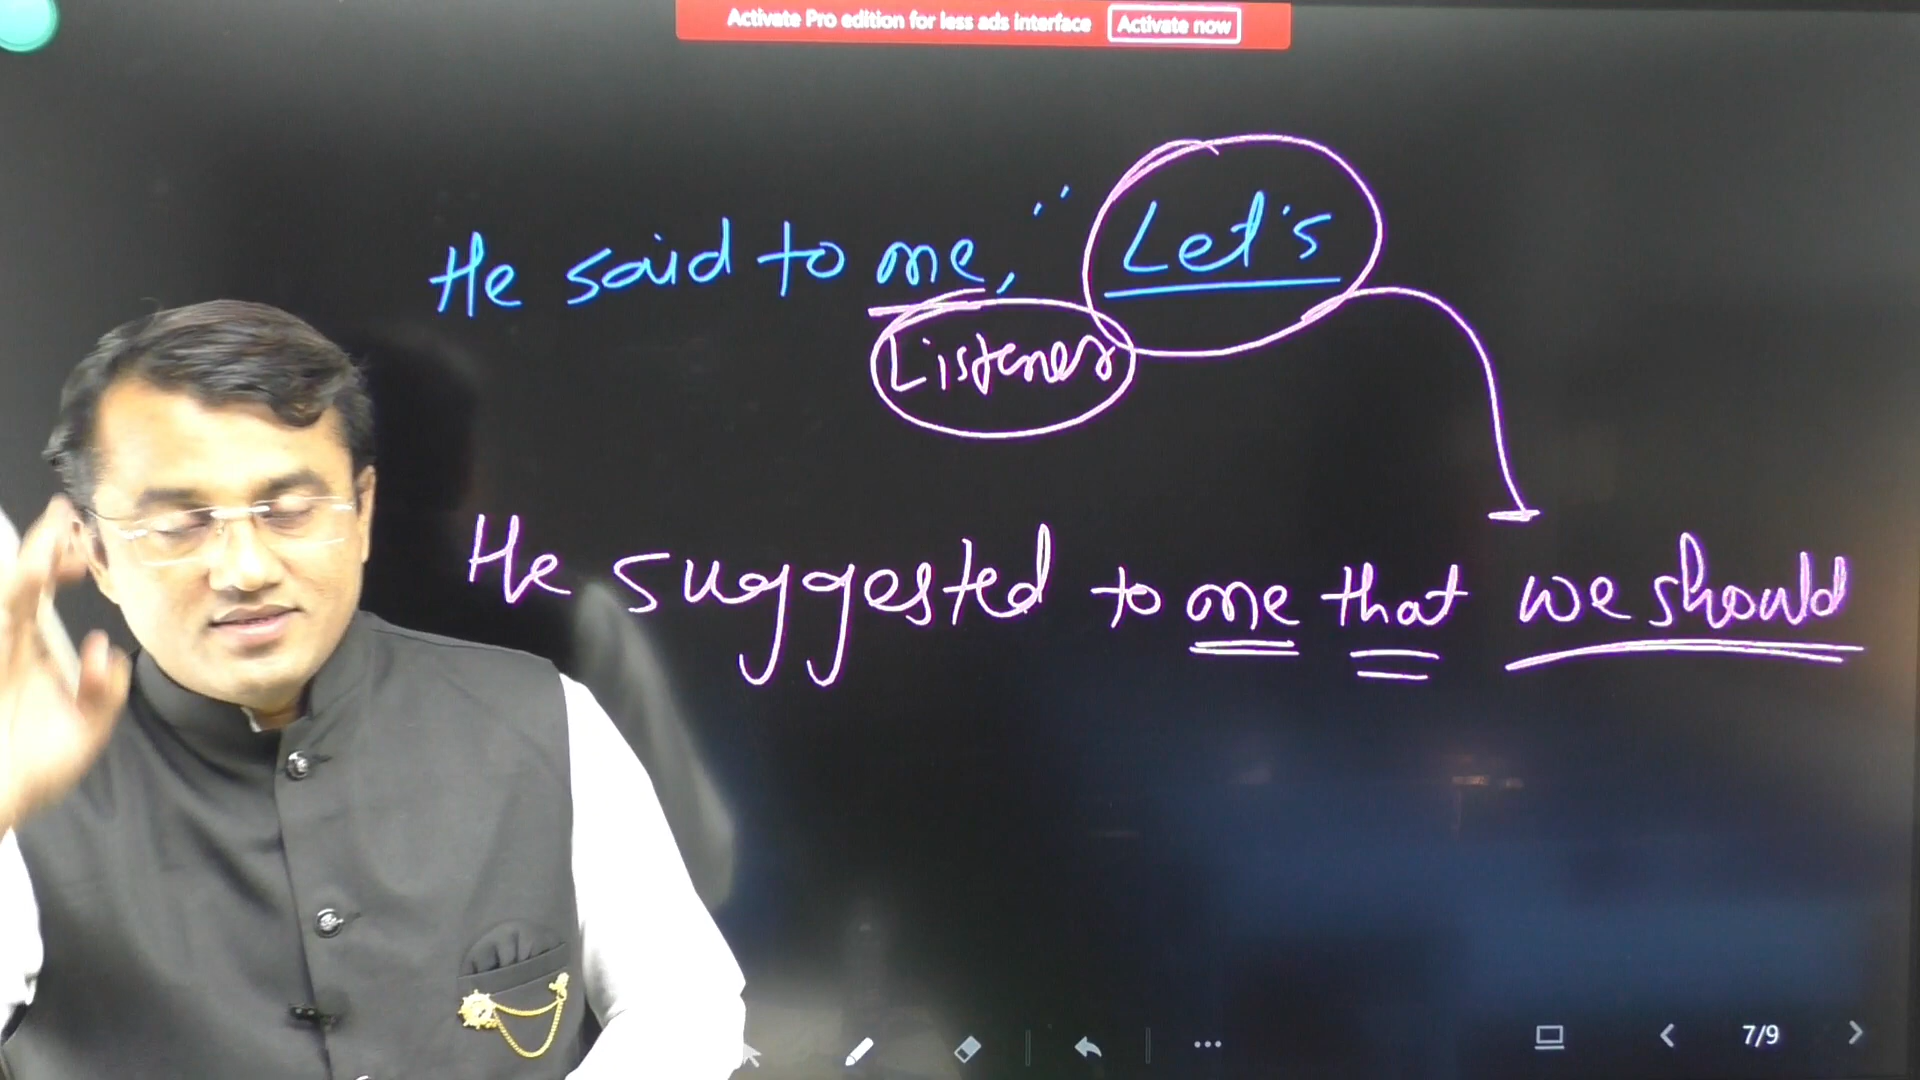 Activate Pro edition for less ads interface Activate now
He said to me, " Let's
Listener
He suggested to me that we should
7/9